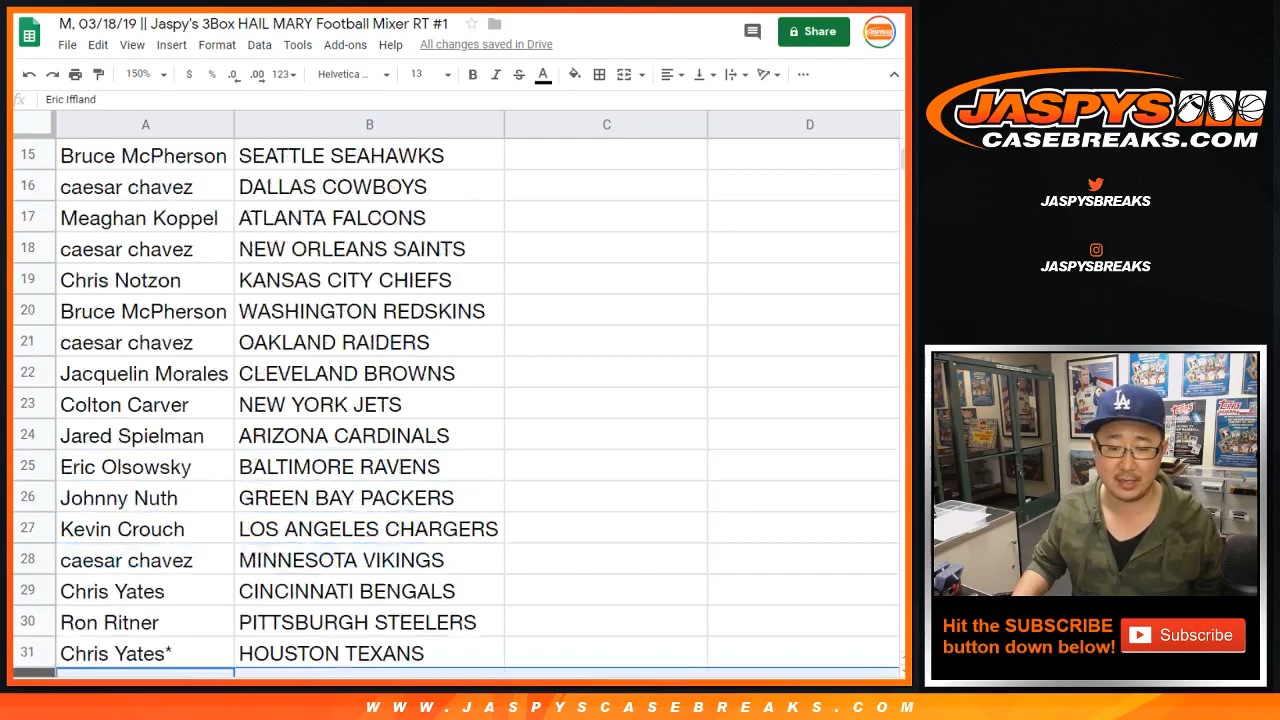 M, 03/18/19 || Jaspy's 3Box HAIL MARY Football Mixer RT #1
Share
File Edit View Insert Format Data Tools Add-ons Help All changes saved in Drive
150% $ % .0 .00 123 Helvetica ... 13 B I S A ...
fx Eric Iffland
A B C D
15 Bruce McPherson SEATTLE SEAHAWKS
16 caesar chavez DALLAS COWBOYS
17 Meaghan Koppel ATLANTA FALCONS
18 caesar chavez NEW ORLEANS SAINTS
19 Chris Notzon KANSAS CITY CHIEFS
20 Bruce McPherson WASHINGTON REDSKINS
21 caesar chavez OAKLAND RAIDERS
22 Jacquelin Morales CLEVELAND BROWNS
23 Colton Carver NEW YORK JETS
24 Jared Spielman ARIZONA CARDINALS
25 Eric Olsowsky BALTIMORE RAVENS
26 Johnny Nuth GREEN BAY PACKERS
27 Kevin Crouch LOS ANGELES CHARGERS
28 caesar chavez MINNESOTA VIKINGS
29 Chris Yates CINCINNATI BENGALS
30 Ron Ritner PITTSBURGH STEELERS
31 Chris Yates* HOUSTON TEXANS
JASPYS
CASEBREAKS.COM
JASPYSBREAKS
JASPYSBREAKS
LA
Topps
Hit the SUBSCRIBE
button down below!
Subscribe
WWW.JASPYSCASEBREAKS.COM